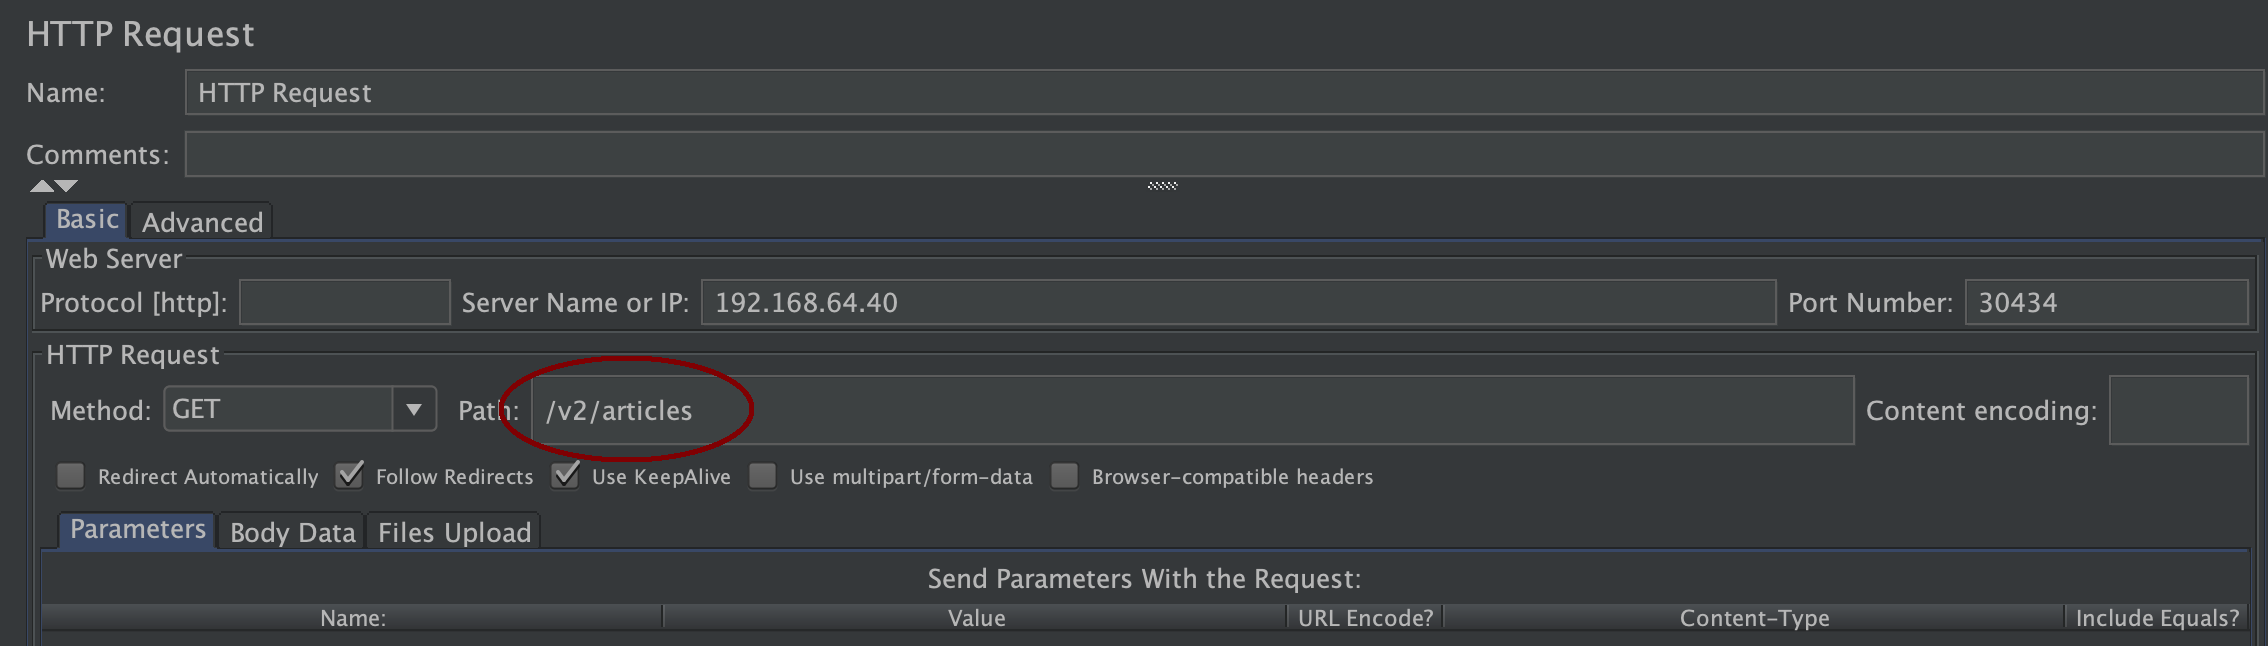 HTTP Request
Name: HTTP Request
Comments:
Basic Advanced
Web Server
Protocol [http]: Server Name or IP: 192.168.64.40 Port Number: 30434
HTTP Request
Method: GET Path: /v2/articles Content encoding:
Redirect Automatically Follow Redirects Use KeepAlive Use multipart/form-data Browser-compatible headers
Parameters Body Data Files Upload
Send Parameters With the Request:
Name: Value URL Encode? Content-Type Include Equals?